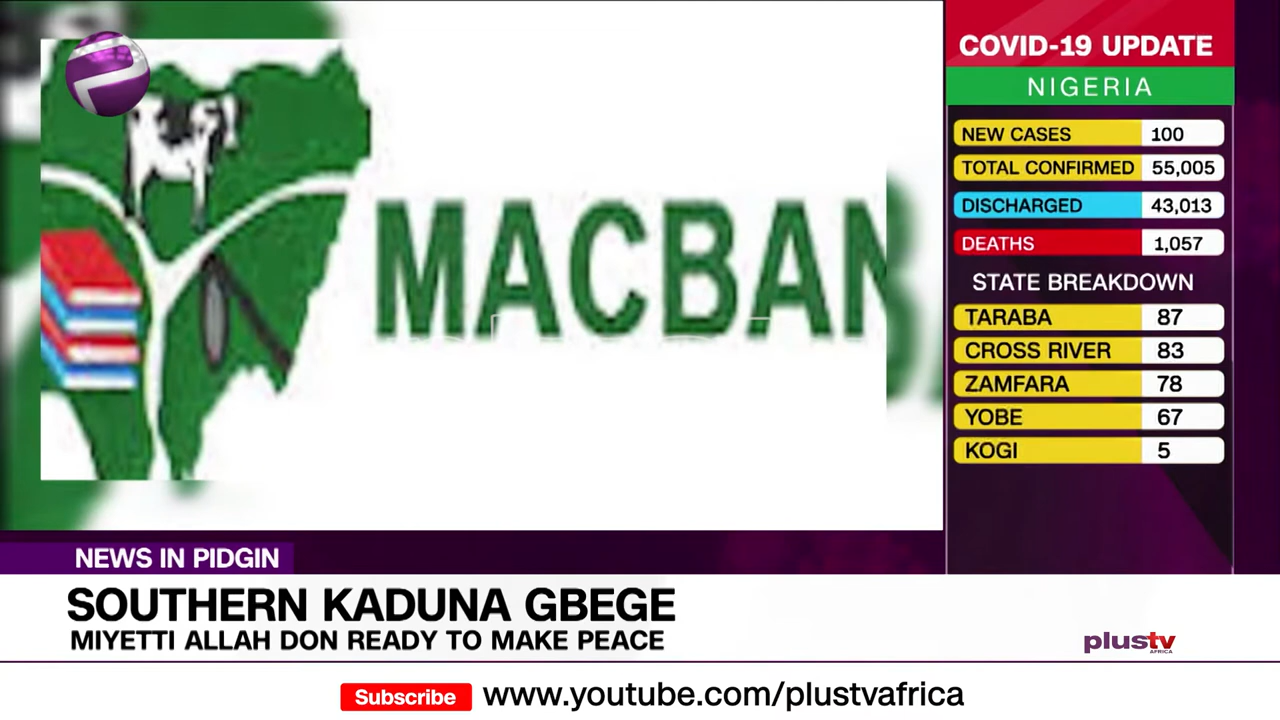 MACBAN
COVID-19 UPDATE
NIGERIA
NEW CASES 100
TOTAL CONFIRMED 55,005
DISCHARGED 43,013
DEATHS 1,057
STATE BREAKDOWN
TARABA 87
CROSS RIVER 83
ZAMFARA 78
YOBE 67
KOGI 5
NEWS IN PIDGIN
SOUTHERN KADUNA GBEGE
MIYETTI ALLAH DON READY TO MAKE PEACE
plustv
AFRICA
Subscribe www.youtube.com/plustvafrica